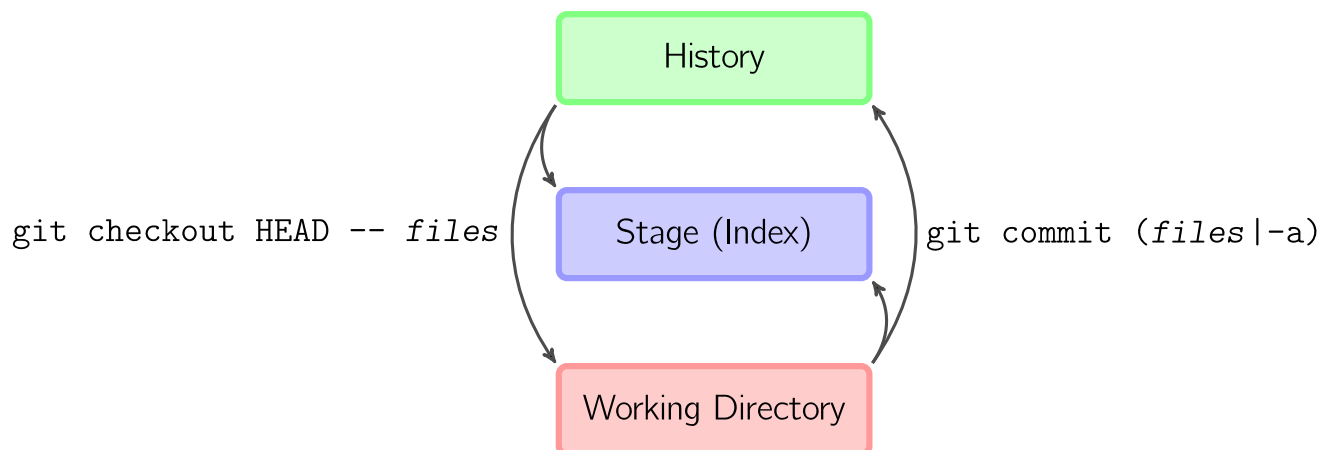 History
git checkout HEAD -- files
Stage (Index)
git commit (files|-a)
Working Directory